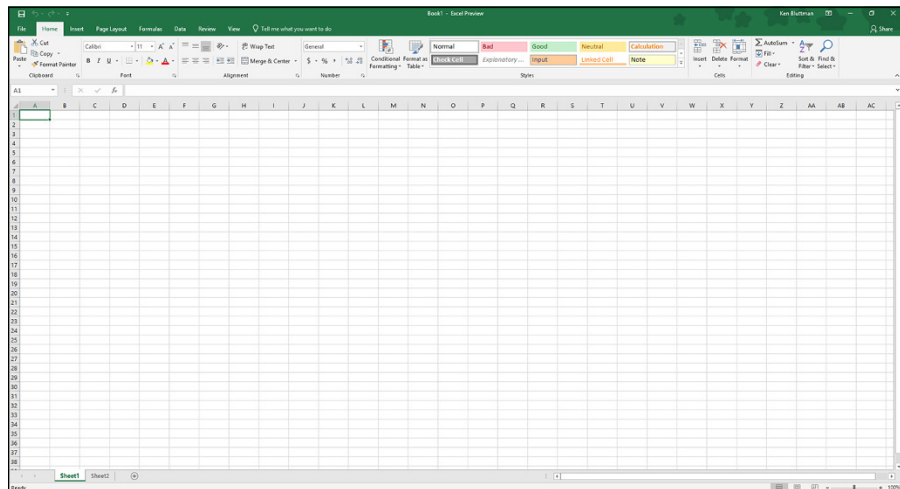 Book1 - Excel Preview
Ken Bluttman
File Home Insert Page Layout Formulas Data Review View Tell me what you want to do Share
Cut
Copy
Format Painter
Paste
Calibri 11
B I U
Wrap Text
Merge & Center
General
$ % ,
Conditional Formatting
Format as Table
Normal Bad Good Neutral Calculation
Check Cell Explanatory ... Input Linked Cell Note
Insert Delete Format
AutoSum
Fill
Clear
Sort & Filter
Find & Select
Clipboard Font Alignment Number Styles Cells Editing
A1 fx
A B C D E F G H I J K L M N O P Q R S T U V W X Y Z AA AB AC
1
2
3
4
5
6
7
8
9
10
11
12
13
14
15
16
17
18
19
20
21
22
23
24
25
26
27
28
29
30
31
32
33
34
35
36
37
38
Sheet1 Sheet2
Ready 100%